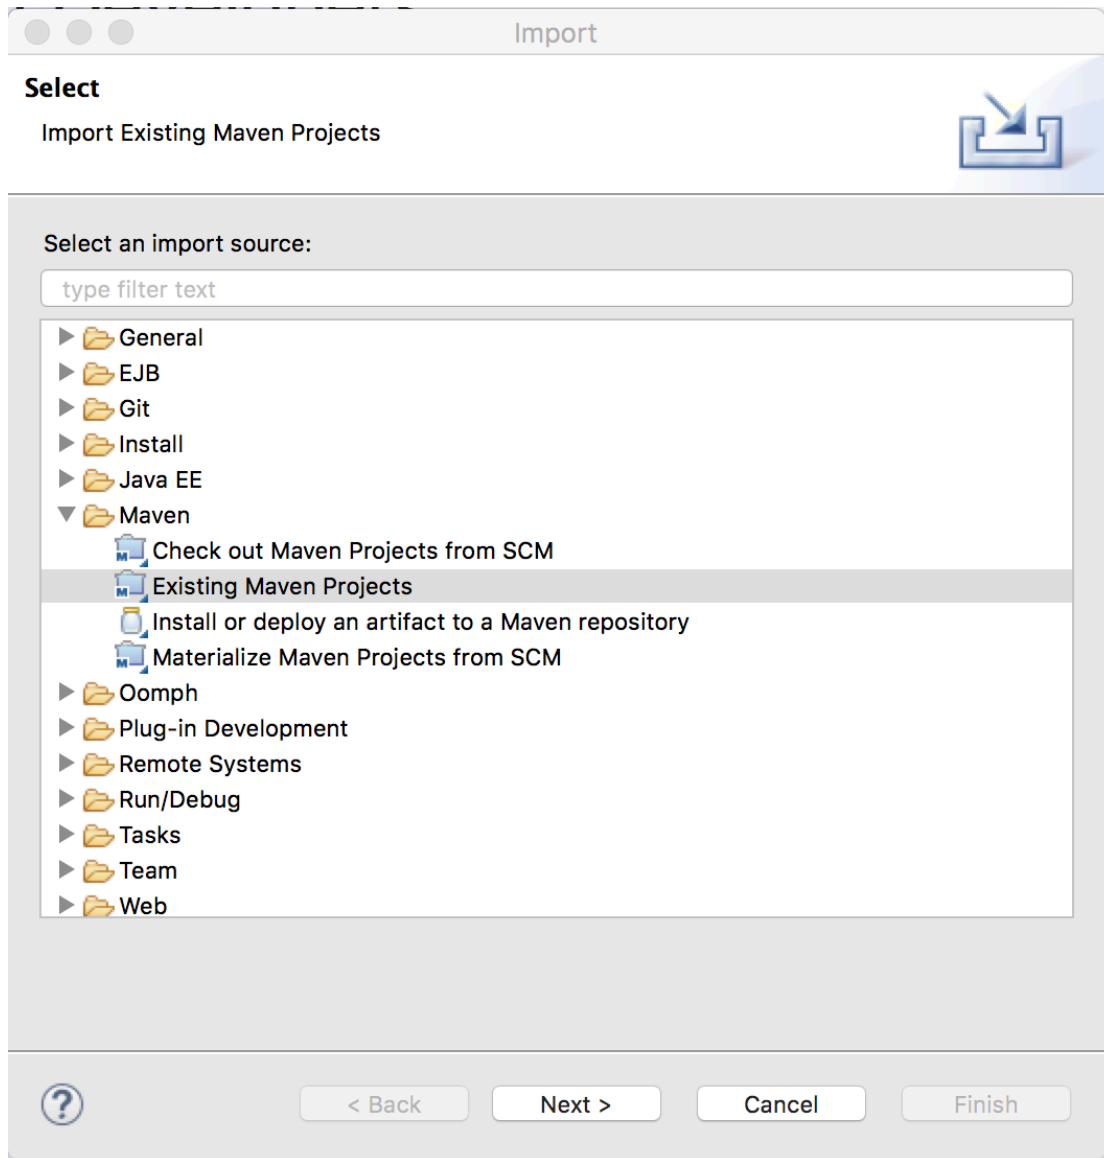 Import
Select
Import Existing Maven Projects
Select an import source:
type filter text
General
EJB
Git
Install
Java EE
Maven
Check out Maven Projects from SCM
Existing Maven Projects
Install or deploy an artifact to a Maven repository
Materialize Maven Projects from SCM
Oomph
Plug-in Development
Remote Systems
Run/Debug
Tasks
Team
Web
? < Back Next > Cancel Finish